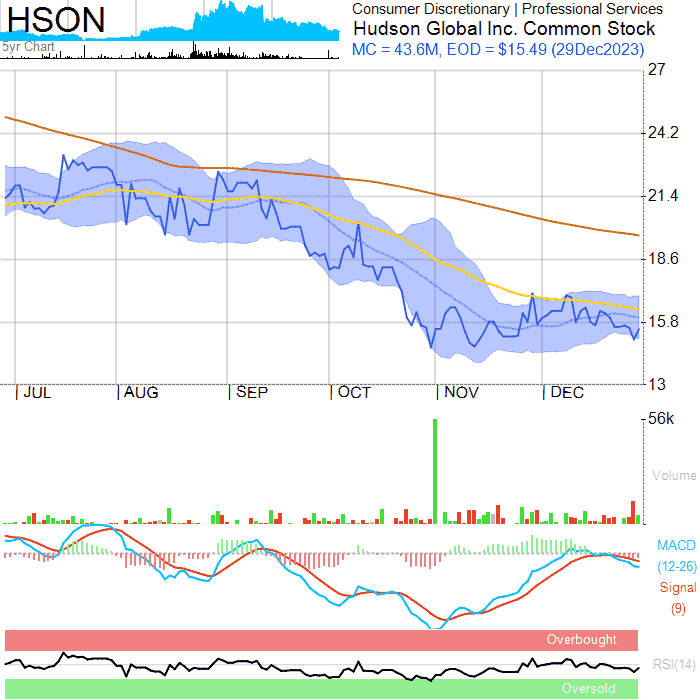 HSON
Consumer Discretionary | Professional Services
Hudson Global Inc. Common Stock
MC = 43.6M, EOD = $15.49 (29Dec2023)
5yr Chart
27
24.2
21.4
18.6
15.8
13
JUL AUG SEP OCT NOV DEC
56k
Volume
MACD
(12-26)
Signal
(9)
Overbought
RSI(14)
Oversold